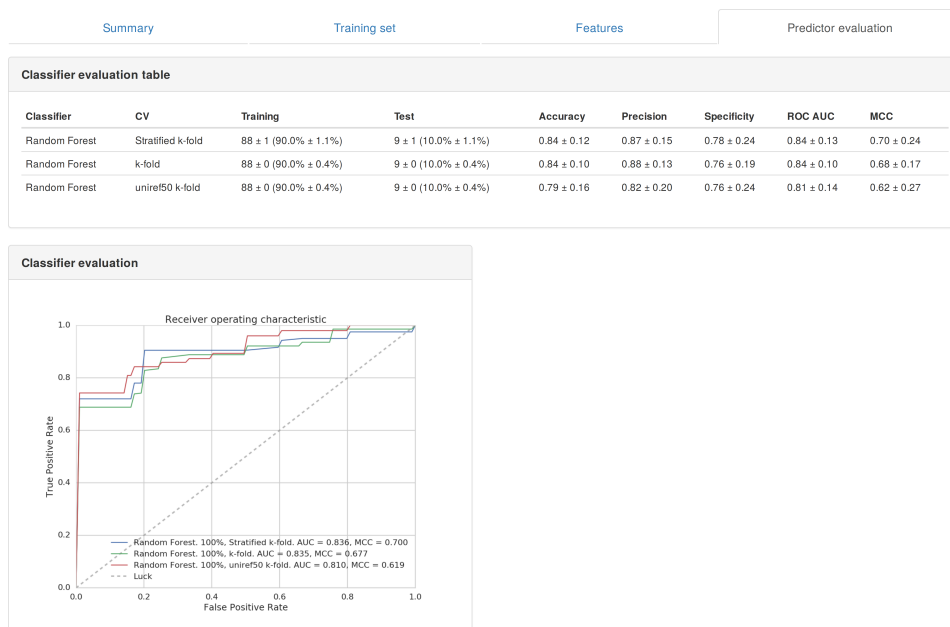 Summary Training set Features Predictor evaluation
Classifier evaluation table
Classifier CV Training Test Accuracy Precision Specificity ROC AUC MCC
Random Forest Stratified k-fold 88 ± 1 (90.0% ± 1.1%) 9 ± 1 (10.0% ± 1.1%) 0.84 ± 0.12 0.87 ± 0.15 0.78 ± 0.24 0.84 ± 0.13 0.70 ± 0.24
Random Forest k-fold 88 ± 0 (90.0% ± 0.4%) 9 ± 0 (10.0% ± 0.4%) 0.84 ± 0.10 0.88 ± 0.13 0.76 ± 0.19 0.84 ± 0.10 0.68 ± 0.17
Random Forest uniref50 k-fold 88 ± 0 (90.0% ± 0.4%) 9 ± 0 (10.0% ± 0.4%) 0.79 ± 0.16 0.82 ± 0.20 0.76 ± 0.24 0.81 ± 0.14 0.62 ± 0.27
Classifier evaluation
Receiver operating characteristic
1.0
0.8
0.6
0.4
0.2
0.0
True Positive Rate
Random Forest. 100%, Stratified k-fold. AUC = 0.836, MCC = 0.700
Random Forest. 100%, k-fold. AUC = 0.835, MCC = 0.677
Random Forest. 100%, uniref50 k-fold. AUC = 0.810, MCC = 0.619
Luck
0.0 0.2 0.4 0.6 0.8 1.0
False Positive Rate